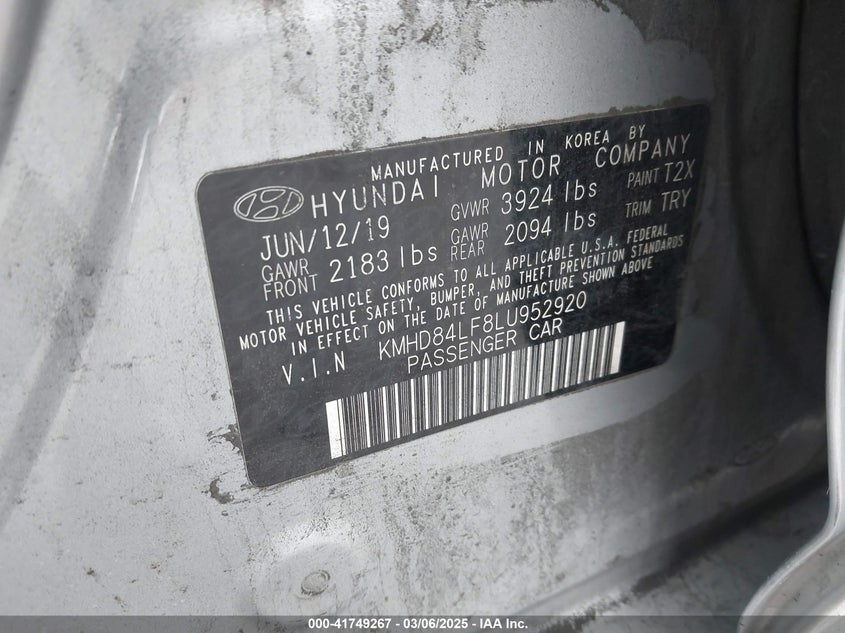 MANUFACTURED IN KOREA BY
HYUNDAI MOTOR COMPANY
JUN/12/19 GVWR 3924 lbs PAINT T2X
GAWR FRONT 2183 lbs GAWR REAR 2094 lbs TRIM TRY
THIS VEHICLE CONFORMS TO ALL APPLICABLE U.S.A. FEDERAL
MOTOR VEHICLE SAFETY, BUMPER, AND THEFT PREVENTION STANDARDS
IN EFFECT ON THE DATE OF MANUFACTURE SHOWN ABOVE
V.I.N KMHD84LF8LU952920
PASSENGER CAR
000-41749267 - 03/06/2025 - IAA Inc.